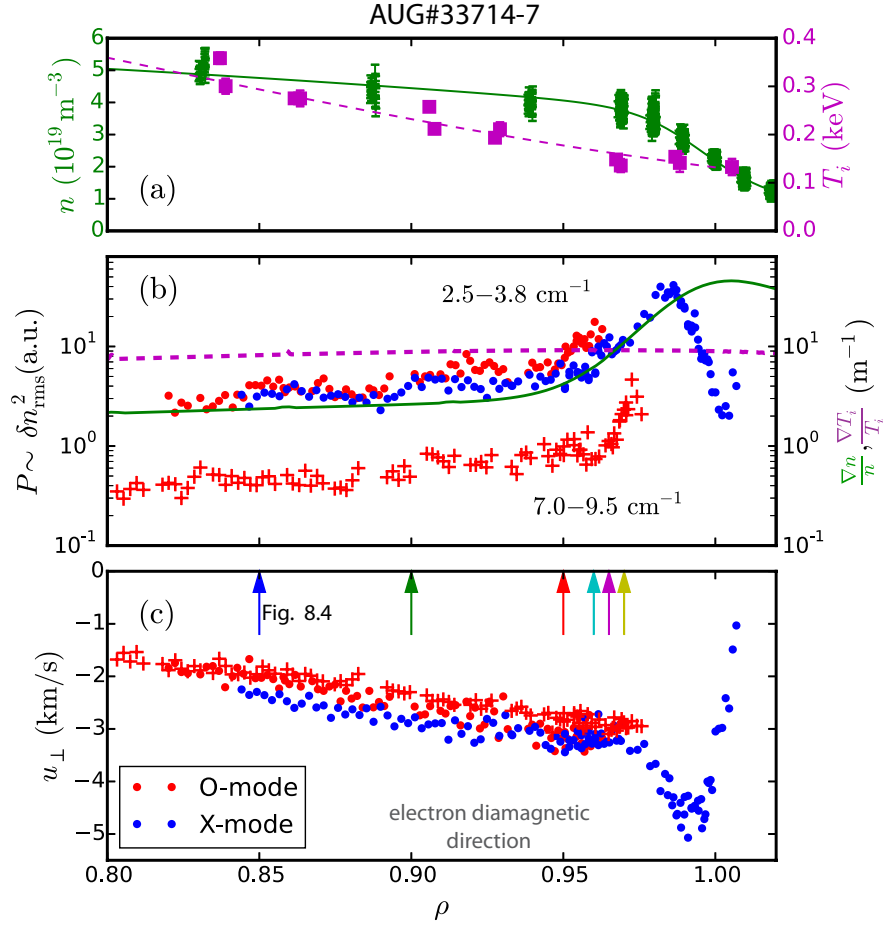 AUG#33714-7
6
5
4
3
2
1
0
n (10¹⁹ m⁻³)
(a)
0.4
0.3
0.2
0.1
0.0
T_i (keV)
(b)
2.5−3.8 cm⁻¹
7.0−9.5 cm⁻¹
10¹
10⁰
10⁻¹
P ∼ δn²_rms (a.u.)
10¹
10⁰
10⁻¹
∇n/n, ∇T_i/T_i (m⁻¹)
(c)
Fig. 8.4
0
−1
−2
−3
−4
−5
u_⊥ (km/s)
O-mode
X-mode
electron diamagnetic
direction
0.80 0.85 0.90 0.95 1.00
ρ